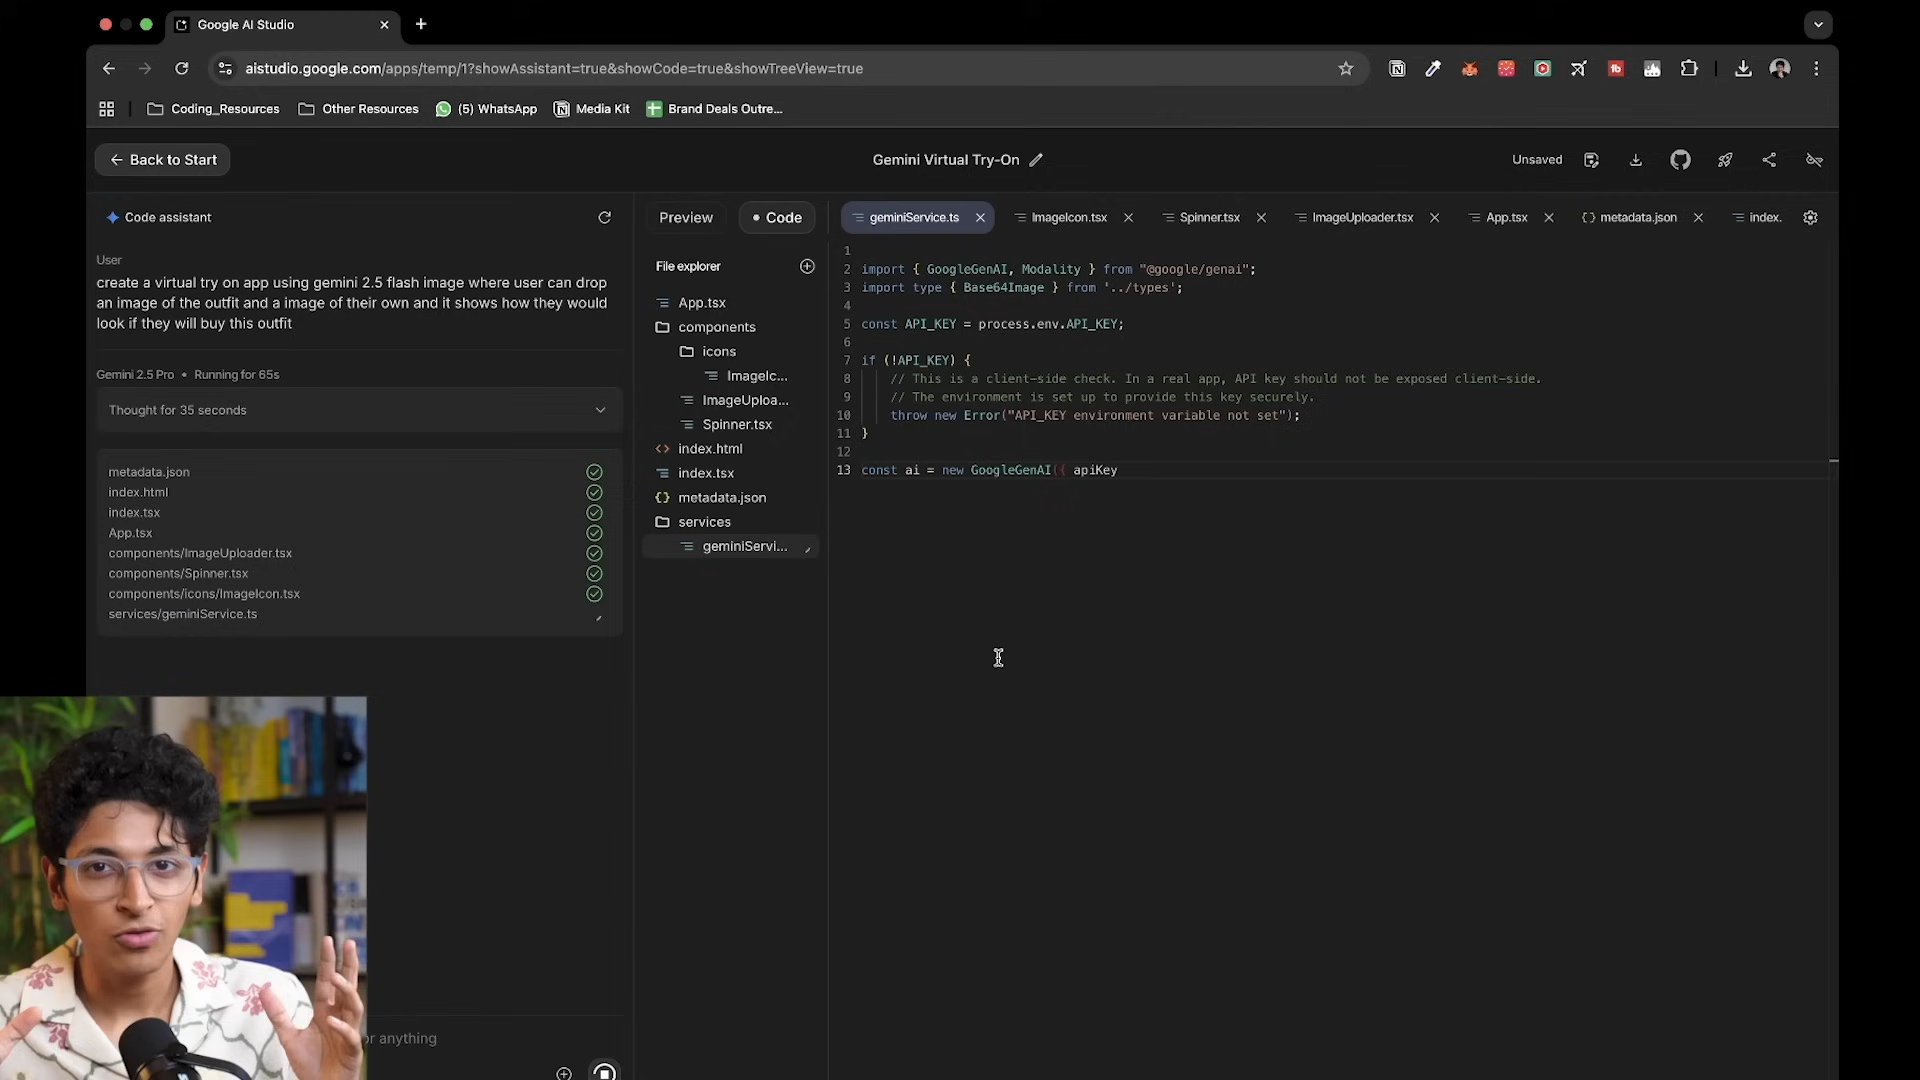 Google AI Studio
aistudio.google.com/apps/temp/1?showAssistant=true&showCode=true&showTreeView=true
Coding_Resources
Other Resources
(5) WhatsApp
Media Kit
Brand Deals Outre...
Back to Start
Gemini Virtual Try-On
Unsaved
Code assistant
User
create a virtual try on app using gemini 2.5 flash image where user can drop
an image of the outfit and a image of their own and it shows how they would
look if they will buy this outfit
Gemini 2.5 Pro • Running for 65s
Thought for 35 seconds
metadata.json
index.html
index.tsx
App.tsx
components/ImageUploader.tsx
components/Spinner.tsx
components/icons/ImageIcon.tsx
services/geminiService.ts
or anything
Preview
Code
File explorer
App.tsx
components
icons
ImageIc...
ImageUploa...
Spinner.tsx
index.html
index.tsx
metadata.json
services
geminiServi...
geminiService.ts
ImageIcon.tsx
Spinner.tsx
ImageUploader.tsx
App.tsx
{} metadata.json
index.
1
2 import { GoogleGenAI, Modality } from "@google/genai";
3 import type { Base64Image } from '../types';
4
5 const API_KEY = process.env.API_KEY;
6
7 if (!API_KEY) {
8 // This is a client-side check. In a real app, API key should not be exposed client-side.
9 // The environment is set up to provide this key securely.
10 throw new Error("API_KEY environment variable not set");
11 }
12
13 const ai = new GoogleGenAI({ apiKey